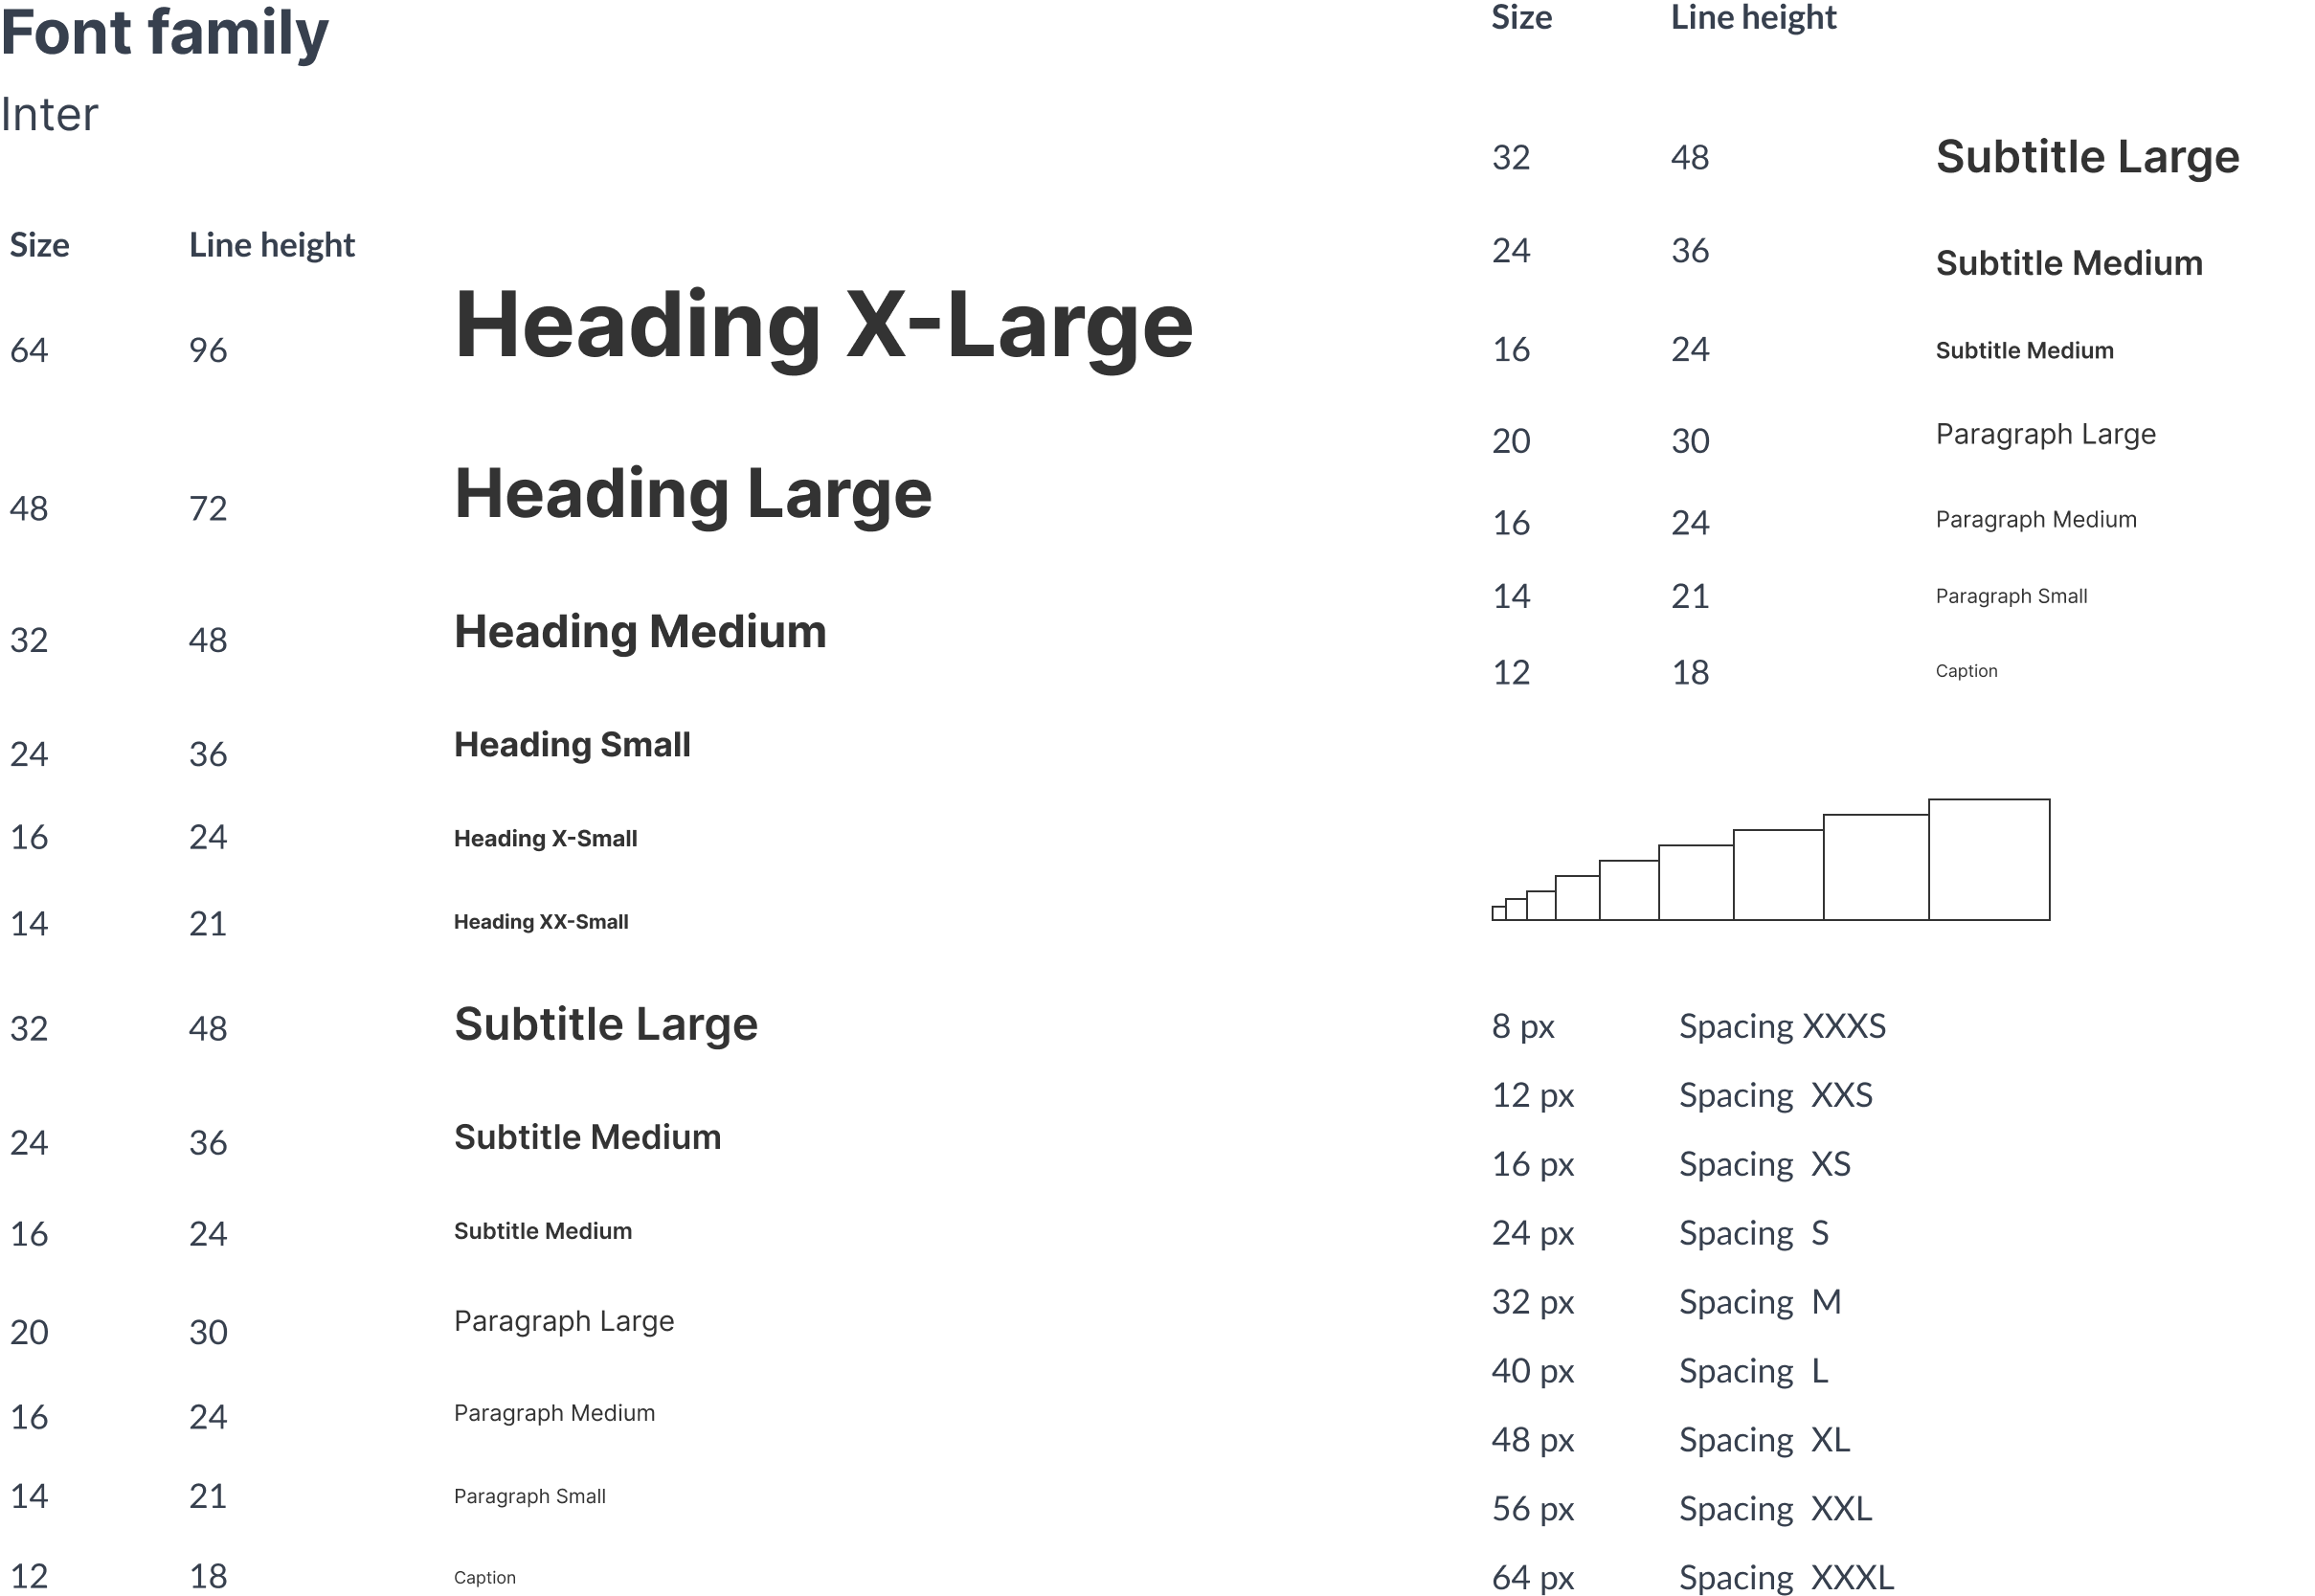 Font family
Inter
Size Line height
64 96 Heading X-Large
48 72 Heading Large
32 48 Heading Medium
24 36 Heading Small
16 24 Heading X-Small
14 21 Heading XX-Small
32 48 Subtitle Large
24 36 Subtitle Medium
16 24 Subtitle Medium
20 30 Paragraph Large
16 24 Paragraph Medium
14 21 Paragraph Small
12 18 Caption
Size Line height
32 48 Subtitle Large
24 36 Subtitle Medium
16 24 Subtitle Medium
20 30 Paragraph Large
16 24 Paragraph Medium
14 21 Paragraph Small
12 18 Caption
8 px Spacing XXXS
12 px Spacing XXS
16 px Spacing XS
24 px Spacing S
32 px Spacing M
40 px Spacing L
48 px Spacing XL
56 px Spacing XXL
64 px Spacing XXXL